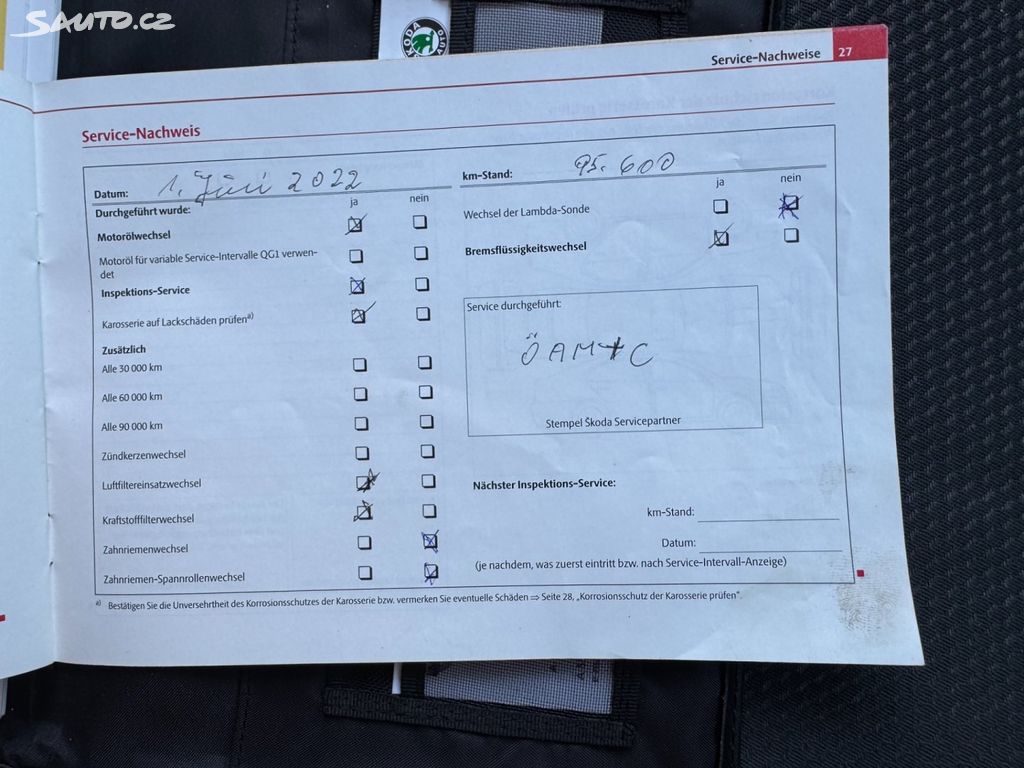 SAUTO.CZ
ŠKODA AUTO
Service-Nachweise 27
Service-Nachweis
Datum: 1. Juni 2022
km-Stand: 95.600
Durchgeführt wurde: ja nein
Motorölwechsel
Motoröl für variable Service-Intervalle QG1 verwen-
det
Inspektions-Service
Karosserie auf Lackschäden prüfen a)
Zusätzlich
Alle 30 000 km
Alle 60 000 km
Alle 90 000 km
Zündkerzenwechsel
Luftfiltereinsatzwechsel
Kraftstofffilterwechsel
Zahnriemenwechsel
Zahnriemen-Spannrollenwechsel
ja nein
Wechsel der Lambda-Sonde
Bremsflüssigkeitswechsel
Service durchgeführt:
ÖAMTC
Stempel Škoda Servicepartner
Nächster Inspektions-Service:
km-Stand:
Datum:
(je nachdem, was zuerst eintritt bzw. nach Service-Intervall-Anzeige)
a) Bestätigen Sie die Unversehrtheit des Korrosionsschutzes der Karosserie bzw. vermerken Sie eventuelle Schäden ⇒ Seite 28, „Korrosionsschutz der Karosserie prüfen“.